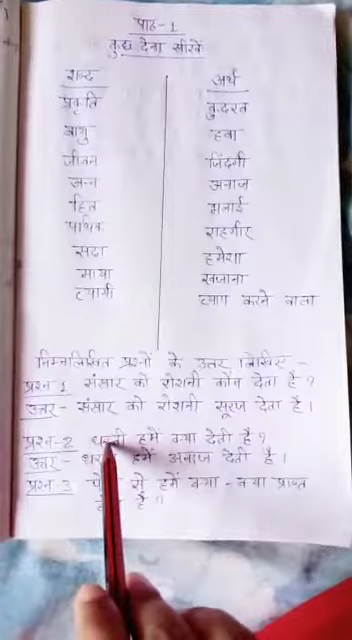 पाठ-1
कुछ देना सीखें
शब्द अर्थ
प्रकृति कुदरत
वायु हवा
जीवन जिंदगी
अन्न अनाज
हित भलाई
पथिक राहगीर
सदा हमेशा
माया खजाना
त्यागी त्याग करने वाला
निम्नलिखित प्रश्नों के उत्तर लिखिए -
प्रश्न-1 संसार को रोशनी कौन देता है?
उत्तर- संसार को रोशनी सूरज देता है।
प्रश्न-2 धरती हमें क्या देती है?
उत्तर- हमें अनाज देती है।
प्रश्न-3 से हमें क्या-क्या प्राप्त
है?